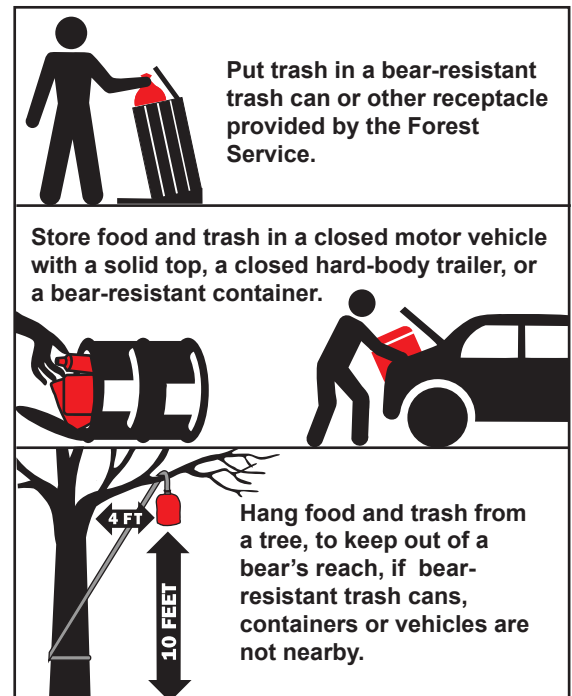 Put trash in a bear-resistant
trash can or other receptacle
provided by the Forest
Service.
Store food and trash in a closed motor vehicle
with a solid top, a closed hard-body trailer, or
a bear-resistant container.
4 FT
10 FEET
Hang food and trash from
a tree, to keep out of a
bear’s reach, if  bear-
resistant trash cans,
containers or vehicles are
not nearby.